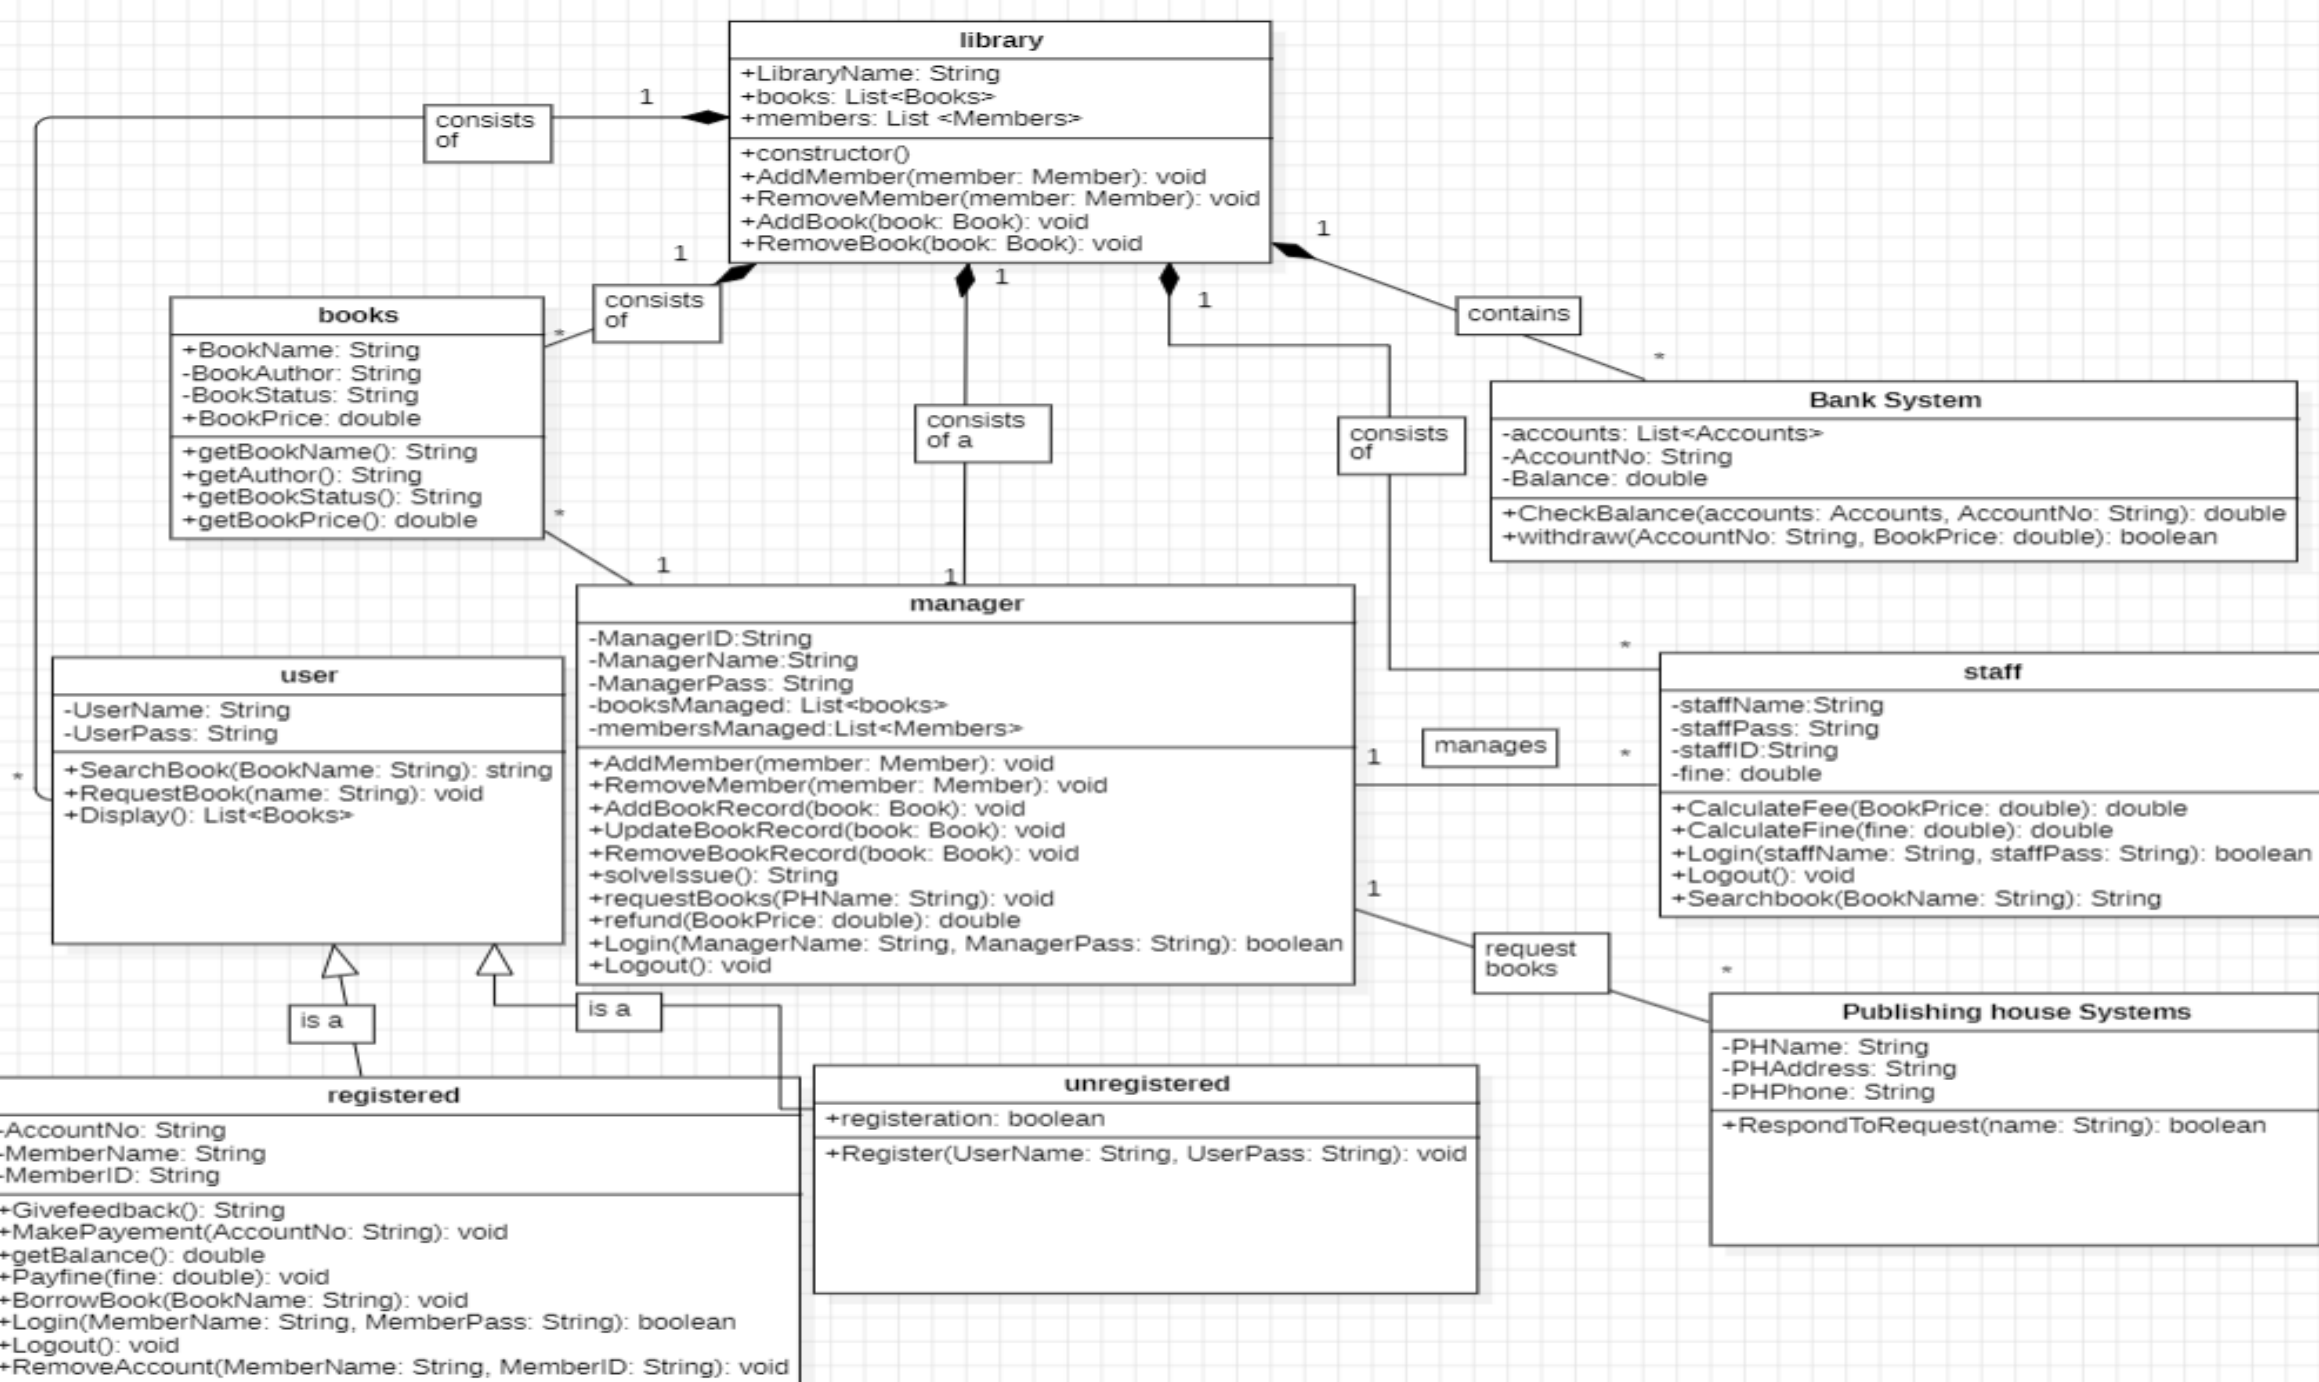 library
+LibraryName: String
+books: List<Books>
+members: List <Members>
+constructor()
+AddMember(member: Member): void
+RemoveMember(member: Member): void
+AddBook(book: Book): void
+RemoveBook(book: Book): void
1
consists
of
1
consists
of
*
1
consists
of a
1
1
consists
of
*
1
contains
*
books
+BookName: String
-BookAuthor: String
-BookStatus: String
+BookPrice: double
+getBookName(): String
+getAuthor(): String
+getBookStatus(): String
+getBookPrice(): double
*
1
Bank System
-accounts: List<Accounts>
-AccountNo: String
-Balance: double
+CheckBalance(accounts: Accounts, AccountNo: String): double
+withdraw(AccountNo: String, BookPrice: double): boolean
manager
-ManagerID:String
-ManagerName:String
-ManagerPass: String
-booksManaged: List<books>
-membersManaged:List<Members>
+AddMember(member: Member): void
+RemoveMember(member: Member): void
+AddBookRecord(book: Book): void
+UpdateBookRecord(book: Book): void
+RemoveBookRecord(book: Book): void
+solveIssue(): String
+requestBooks(PHName: String): void
+refund(BookPrice: double): double
+Login(ManagerName: String, ManagerPass: String): boolean
+Logout(): void
user
-UserName: String
-UserPass: String
+SearchBook(BookName: String): string
+RequestBook(name: String): void
+Display(): List<Books>
*
1
manages
*
staff
-staffName:String
-staffPass: String
-staffID:String
-fine: double
+CalculateFee(BookPrice: double): double
+CalculateFine(fine: double): double
+Login(staffName: String, staffPass: String): boolean
+Logout(): void
+Searchbook(BookName: String): String
1
request
books
*
is a
is a
Publishing house Systems
-PHName: String
-PHAddress: String
-PHPhone: String
+RespondToRequest(name: String): boolean
registered
-AccountNo: String
-MemberName: String
-MemberID: String
+Givefeedback(): String
+MakePayement(AccountNo: String): void
+getBalance(): double
+Payfine(fine: double): void
+BorrowBook(BookName: String): void
+Login(MemberName: String, MemberPass: String): boolean
+Logout(): void
+RemoveAccount(MemberName: String, MemberID: String): void
unregistered
+registeration: boolean
+Register(UserName: String, UserPass: String): void